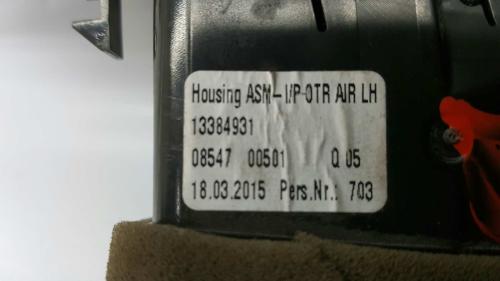 Housing ASM- I/P OTR AIR LH
13384931
08547 00501 Q 05
18.03.2015 Pers.Nr.: 703